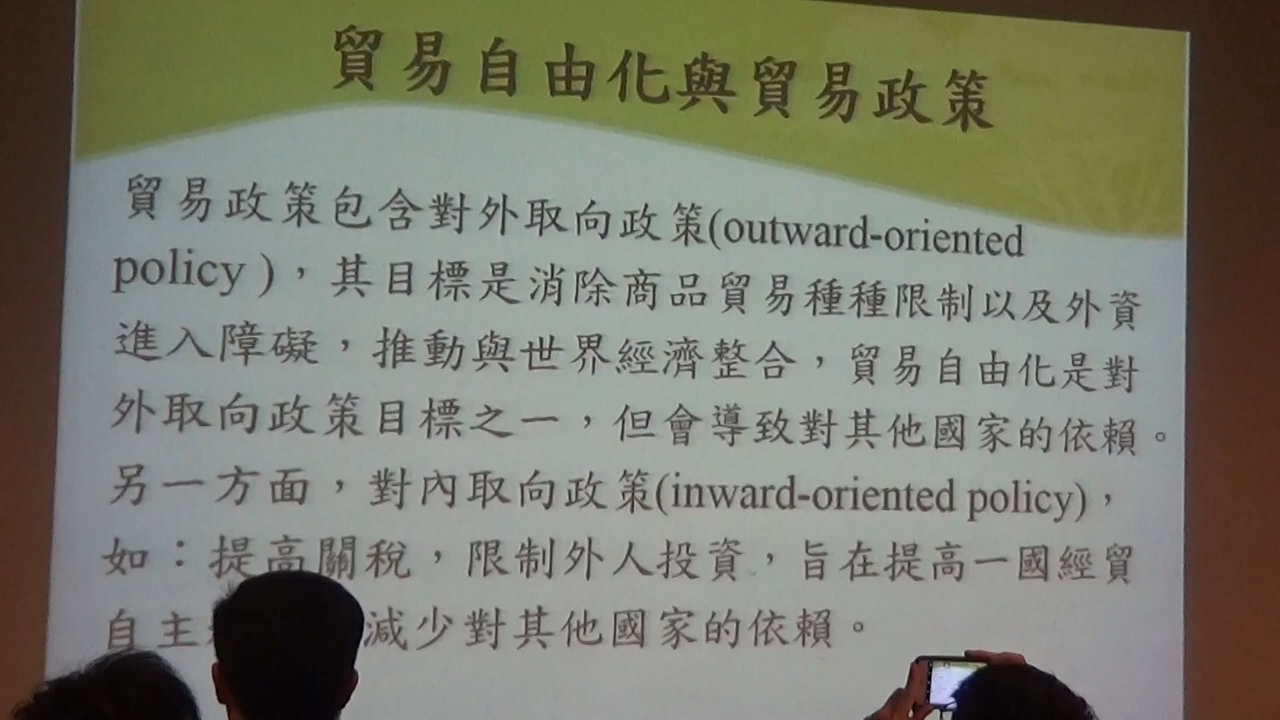 貿易自由化與貿易政策
貿易政策包含對外取向政策(outward-oriented
policy )，其目標是消除商品貿易種種限制以及外資
進入障礙，推動與世界經濟整合，貿易自由化是對
外取向政策目標之一，但會導致對其他國家的依賴。
另一方面，對內取向政策(inward-oriented policy)，
如：提高關稅，限制外人投資，旨在提高一國經貿
自主 減少對其他國家的依賴。